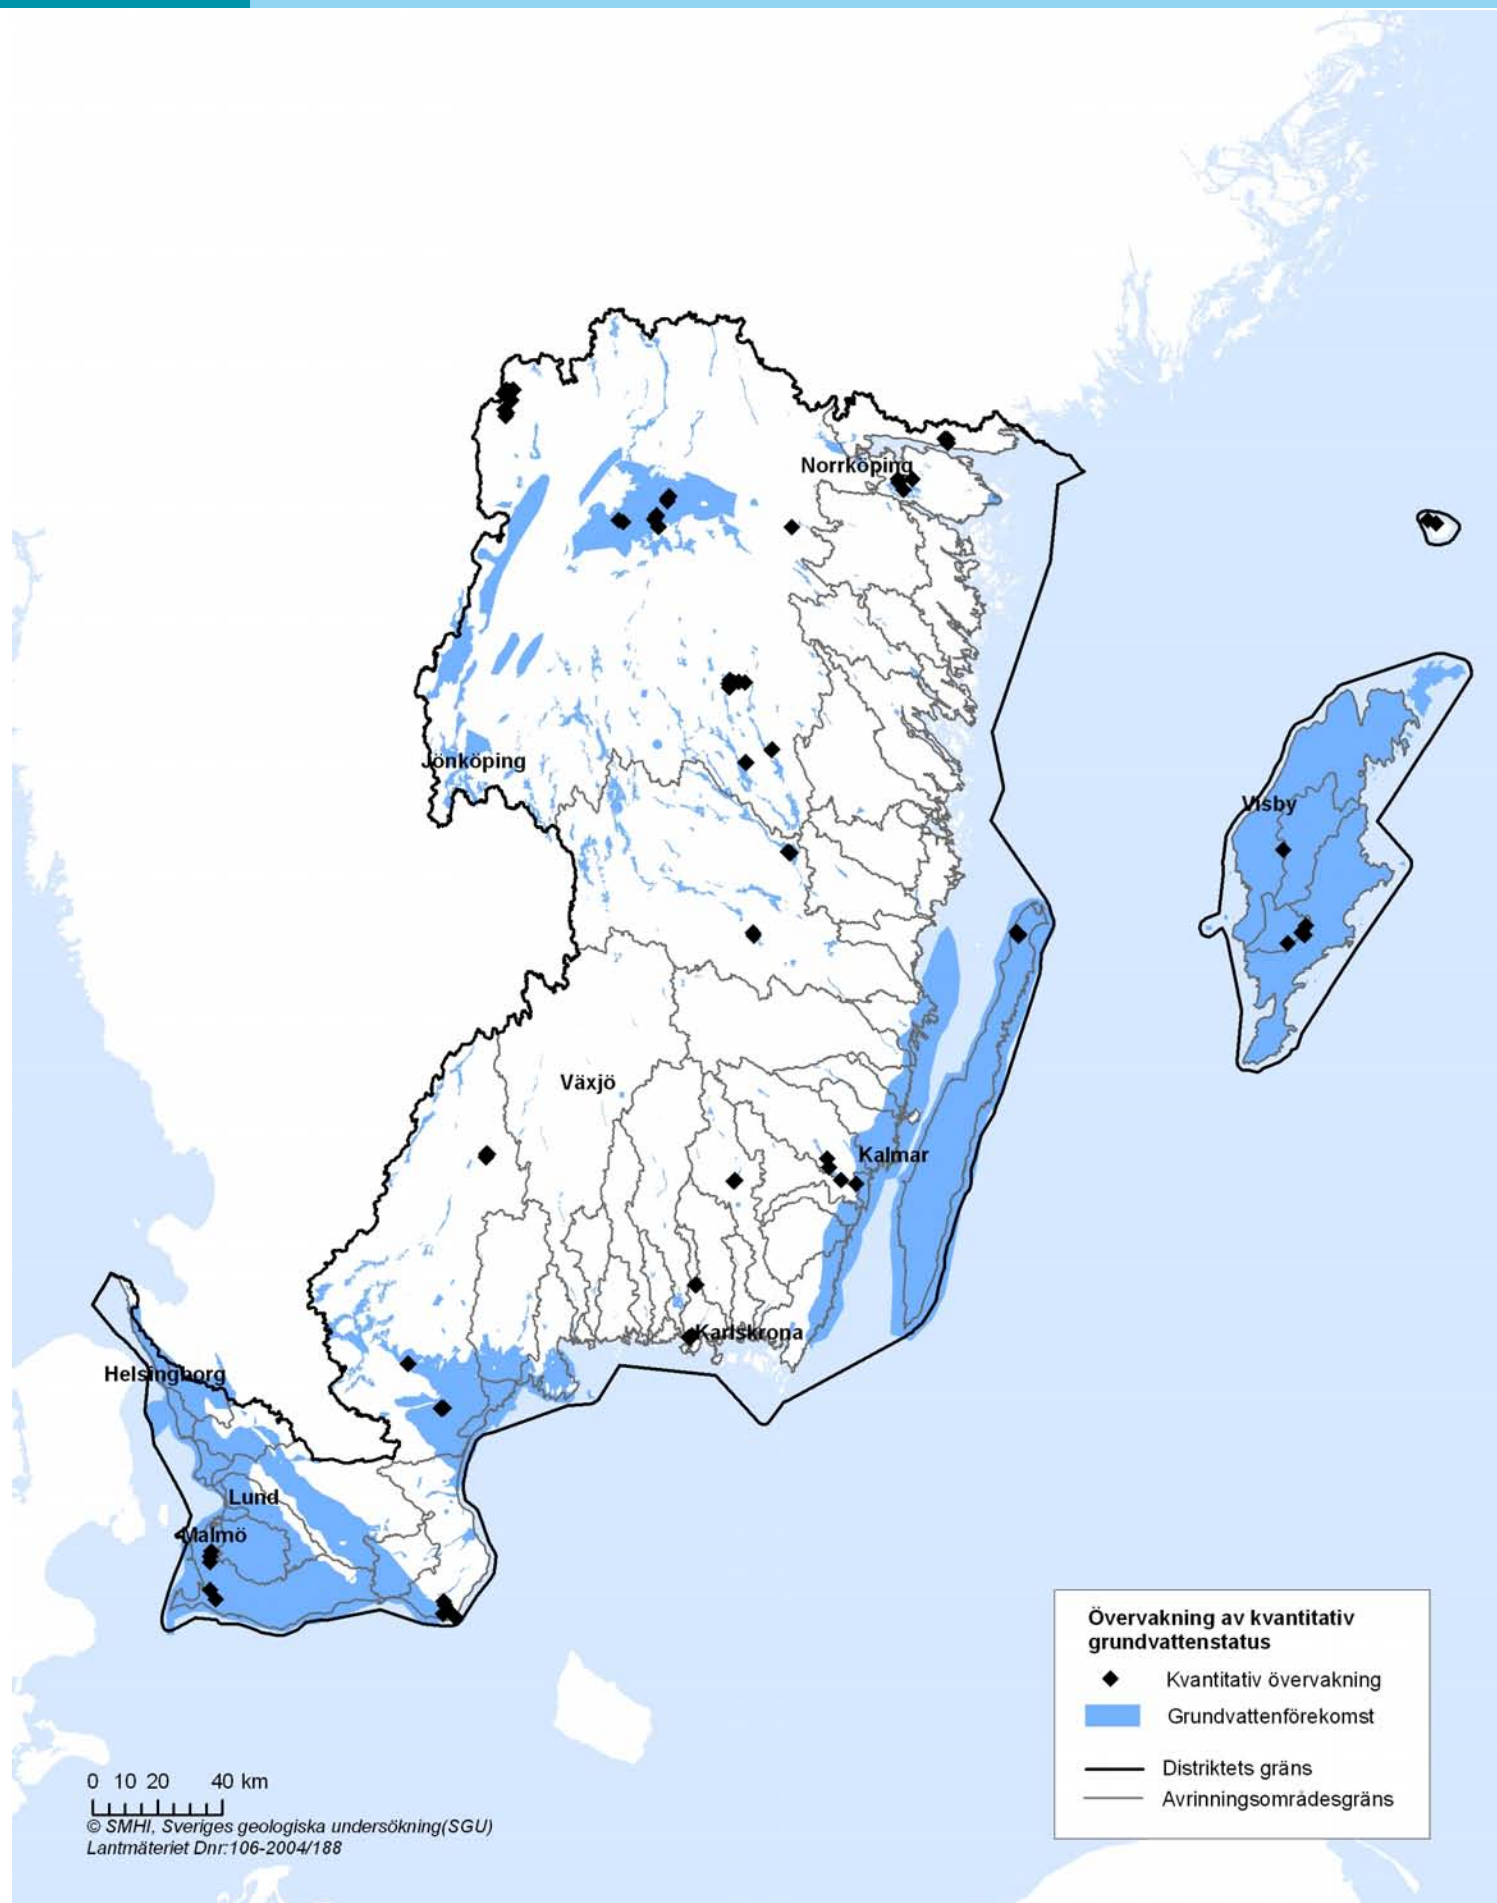 Norrköping
Jönköping
Visby
Växjö
Kalmar
Karlskrona
Helsingborg
Lund
Malmö
Övervakning av kvantitativ
grundvattenstatus
Kvantitativ övervakning
Grundvattenförekomst
Distriktets gräns
Avrinningsområdesgräns
0 10 20 40 km
© SMHI, Sveriges geologiska undersökning(SGU)
Lantmäteriet Dnr:106-2004/188